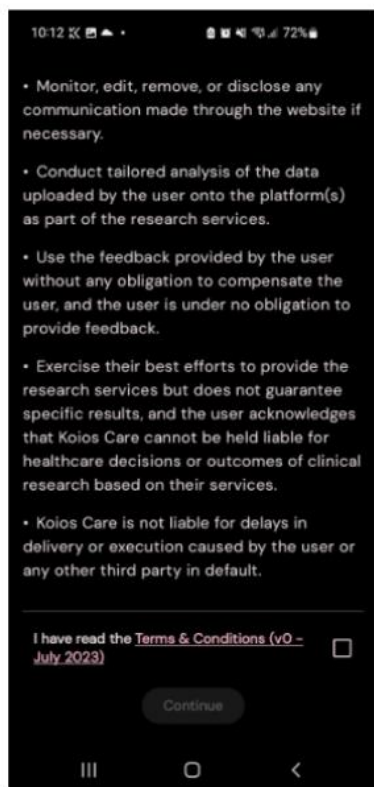 10:12
72%
• Monitor, edit, remove, or disclose any
communication made through the website if
necessary.
• Conduct tailored analysis of the data
uploaded by the user onto the platform(s)
as part of the research services.
• Use the feedback provided by the user
without any obligation to compensate the
user, and the user is under no obligation to
provide feedback.
• Exercise their best efforts to provide the
research services but does not guarantee
specific results, and the user acknowledges
that Koios Care cannot be held liable for
healthcare decisions or outcomes of clinical
research based on their services.
• Koios Care is not liable for delays in
delivery or execution caused by the user or
any other third party in default.
I have read the Terms & Conditions (v0 –
July 2023)
Continue